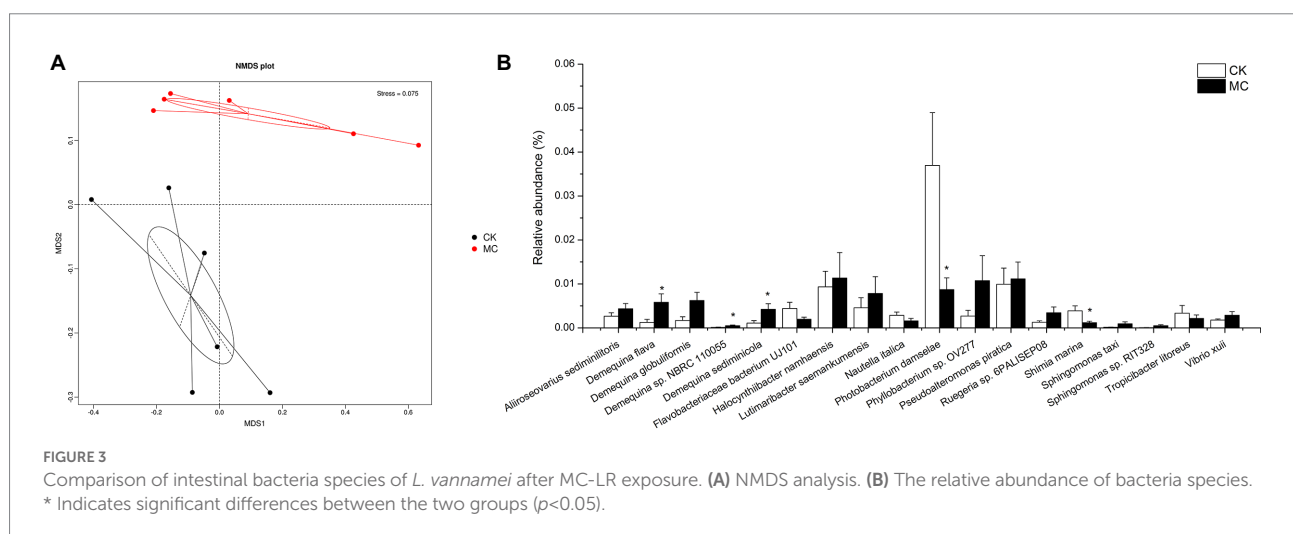 A
NMDS plot
Stress = 0.075
MDS2
0.1
0.0
-0.1
-0.2
-0.3
-0.4
-0.2
0.0
0.2
0.4
0.6
MDS1
CK
MC
B
Relative abundance (%)
0.06
0.05
0.04
0.03
0.02
0.01
0.00
CK
MC
*
*
*
*
*
Aliiroseovarius sediminilitoris
Demequina flava
Demequina globuliformis
Demequina sp. NBRC 110055
Demequina sediminicola
Flavobacteriaceae bacterium UJ101
Halocynthiibacter namhaensis
Lutimaribacter saemankumensis
Nautella italica
Photobacterium damselae
Phyllobacterium sp. OV277
Pseudoalteromonas piratica
Ruegeria sp. 6PALISEP08
Shimia marina
Sphingomonas taxi
Sphingomonas sp. RIT328
Tropicibacter litoreus
Vibrio xuii
FIGURE 3
Comparison of intestinal bacteria species of L. vannamei after MC-LR exposure. (A) NMDS analysis. (B) The relative abundance of bacteria species.
* Indicates significant differences between the two groups (p<0.05).